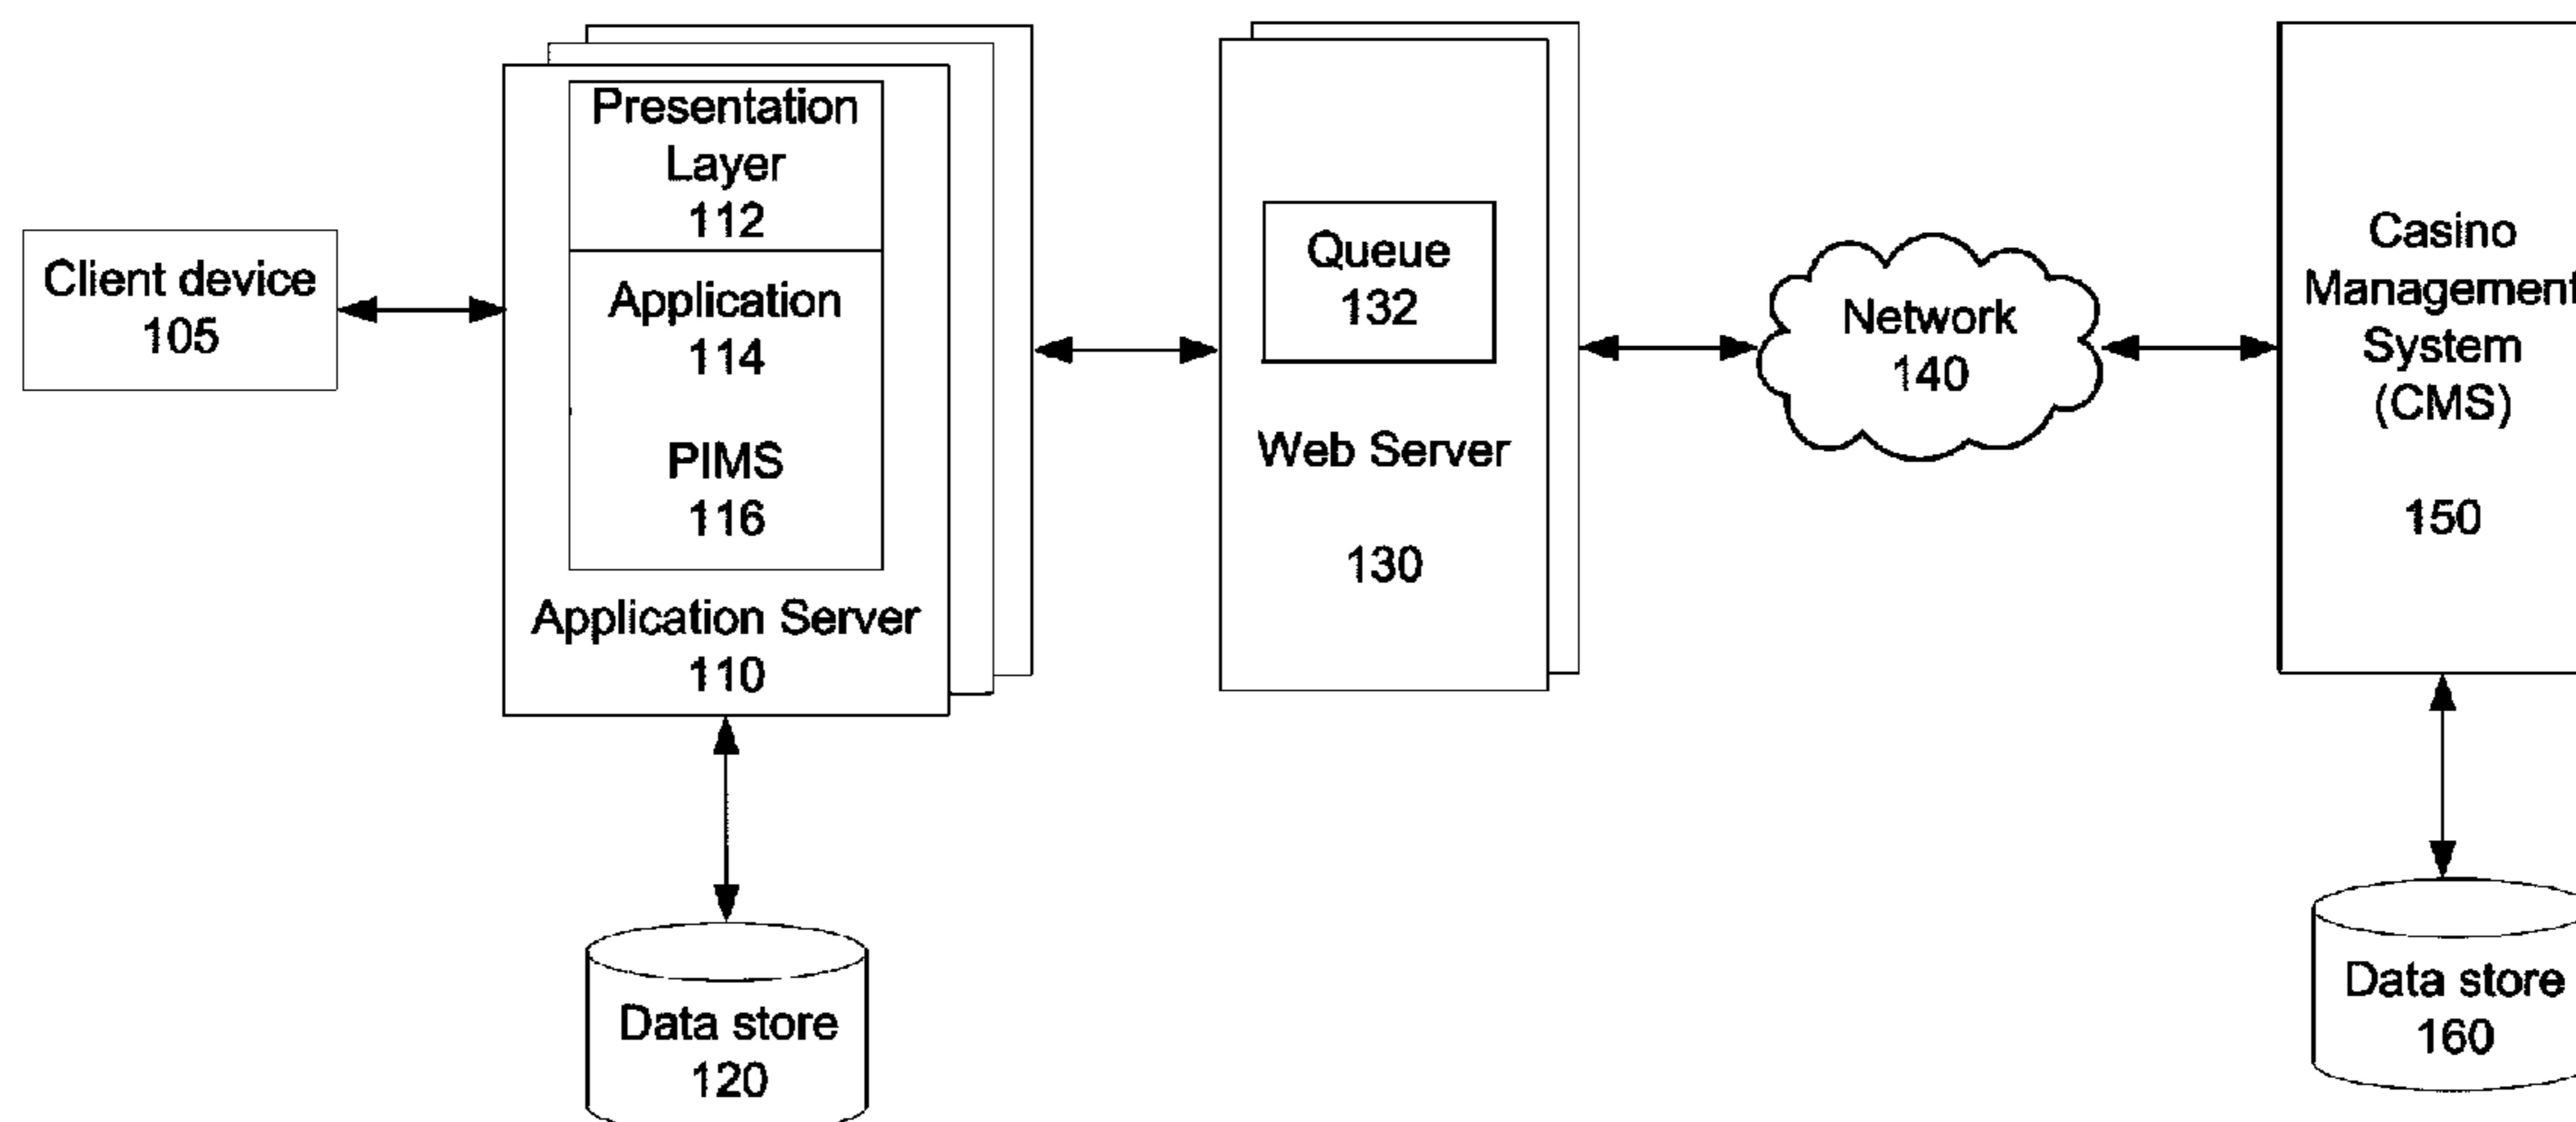 Client device
105
Presentation
Layer
112
Application
114
PIMS
116
Application Server
110
Data store
120
Queue
132
Web Server
130
Network
140
Casino
Management
System
(CMS)
150
Data store
160